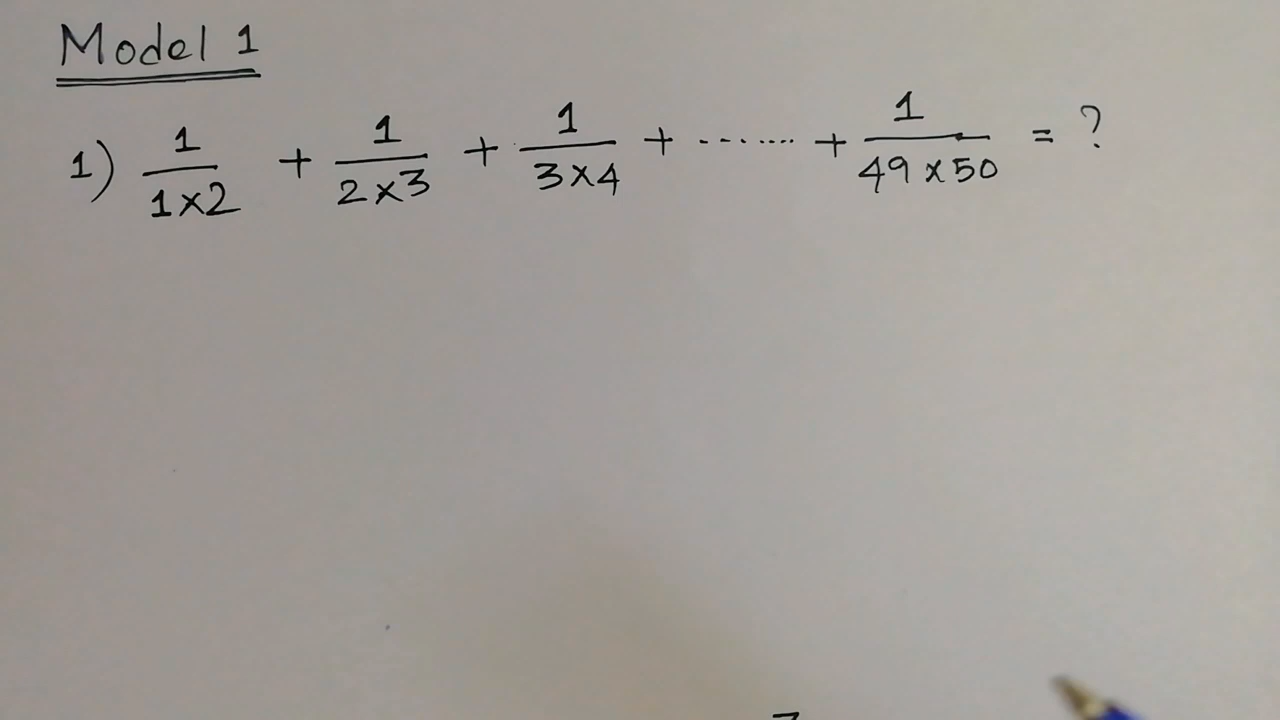 Model 1
1) 1/(1×2) + 1/(2×3) + 1/(3×4) + ....... + 1/(49×50) = ?